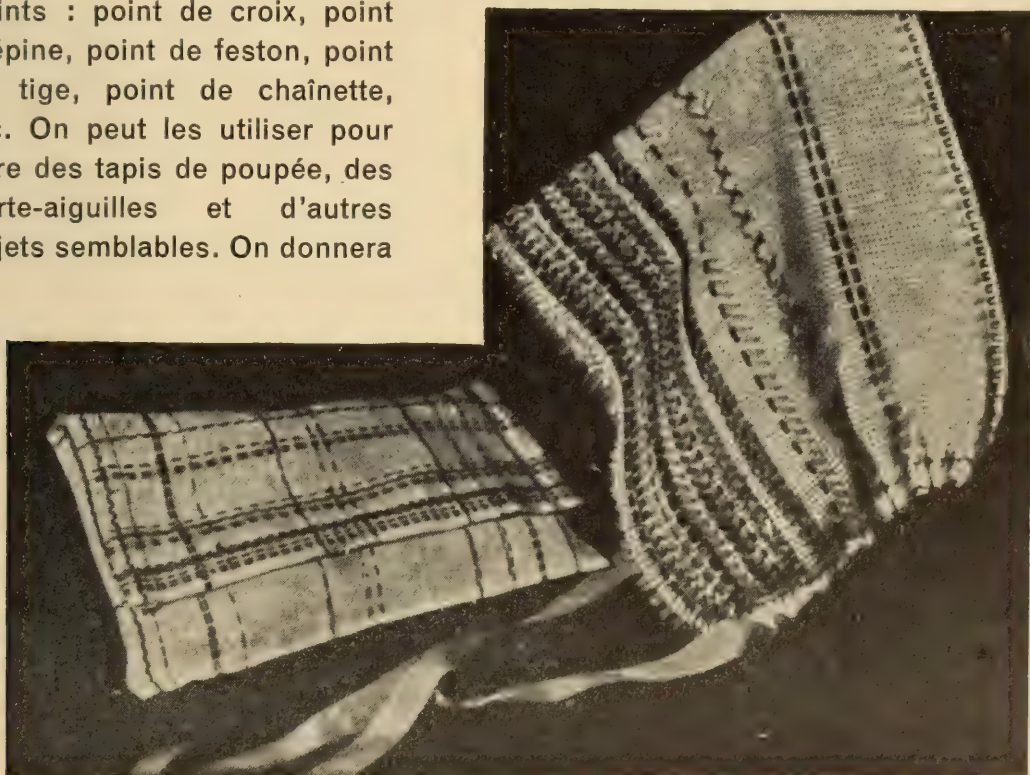 ints : point de croix, point
épine, point de feston, point
tige, point de chaînette,
c. On peut les utiliser pour
re des tapis de poupée, des
rte-aiguilles et d'autres
jets semblables. On donnera